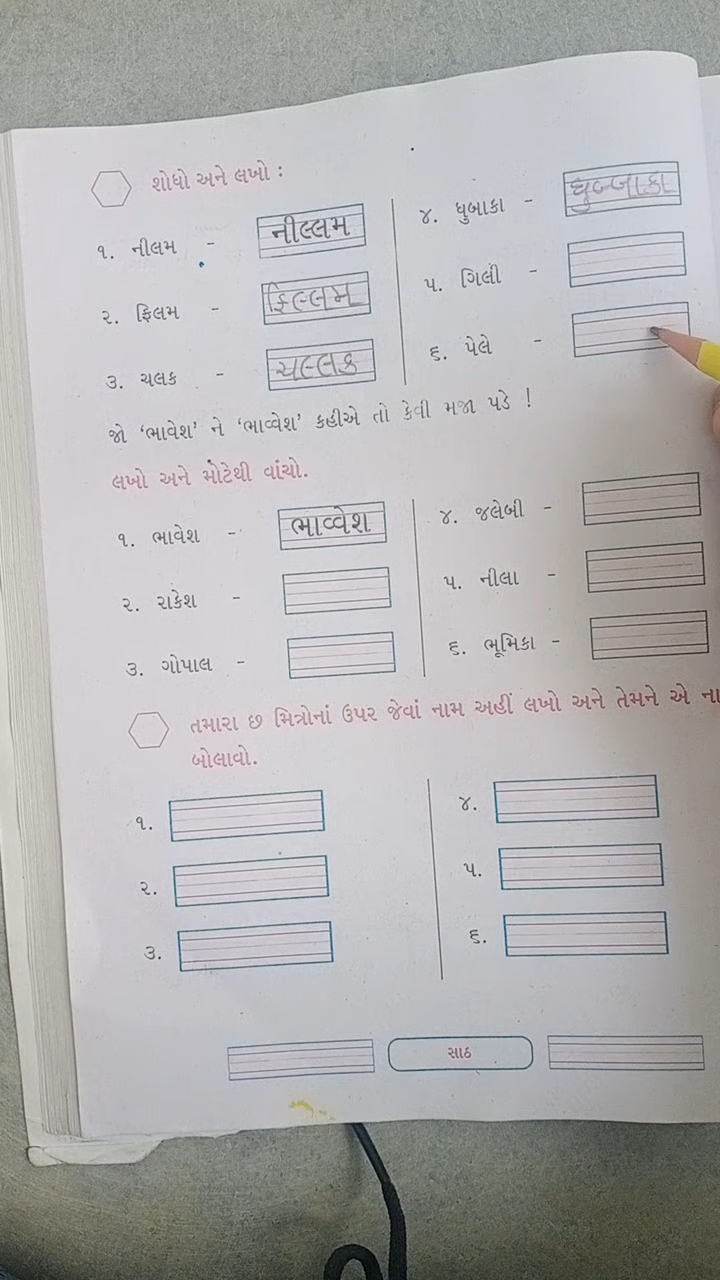 શોધો અને લખો :
૧. નીલમ - નીલ્લમ
૨. ફિલમ - ફિલ્લમ
૩. ચલક - ચલ્લક
૪. ધુબાકા - ધુબ્બાકા
૫. ગિલી -
૬. પેલે -
જો ‘ભાવેશ’ ને ‘ભાવ્વેશ’ કહીએ તો કેવી મજા પડે !
લખો અને મોટેથી વાંચો.
૧. ભાવેશ - ભાવ્વેશ
૨. રાકેશ -
૩. ગોપાલ -
૪. જલેબી -
૫. નીલા -
૬. ભૂમિકા -
તમારા છ મિત્રોનાં ઉપર જેવાં નામ અહીં લખો અને તેમને એ ના
બોલાવો.
૧.
૨.
૩.
૪.
૫.
૬.
સાઠ